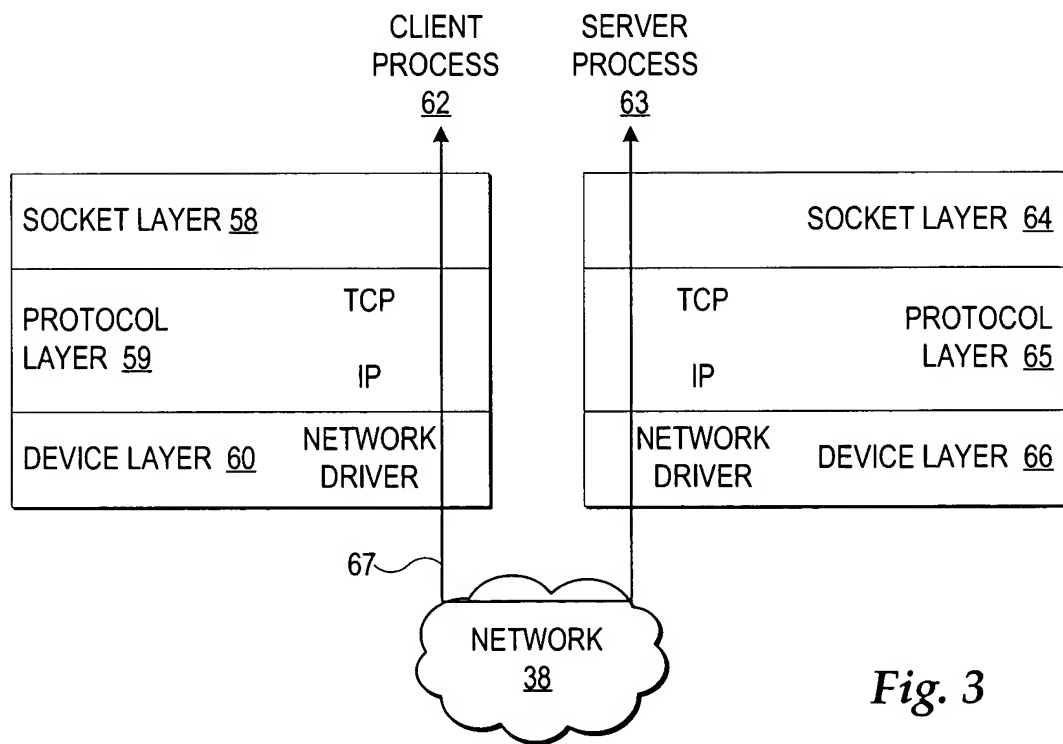 CLIENT
PROCESS
62
SERVER
PROCESS
63
SOCKET LAYER 58
PROTOCOL
LAYER 59
TCP
IP
DEVICE LAYER 60
NETWORK
DRIVER
SOCKET LAYER 64
TCP
IP
PROTOCOL
LAYER 65
NETWORK
DRIVER
DEVICE LAYER 66
67
NETWORK
38
Fig. 3